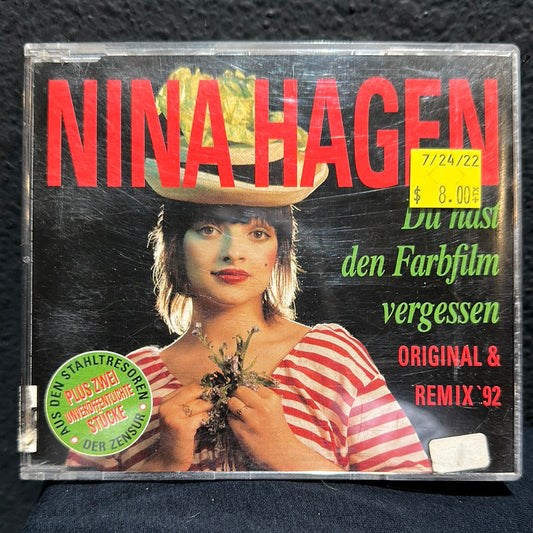 NINA HAGEN
7/24/22
$ 8.00
Du hast
den Farbfilm
vergessen
ORIGINAL &
REMIX `92
AUS DEN STAHLTRESOREN
PLUS ZWEI
UNVERÖFFENTLICHTE
STÜCKE
· DER ZENSUR ·